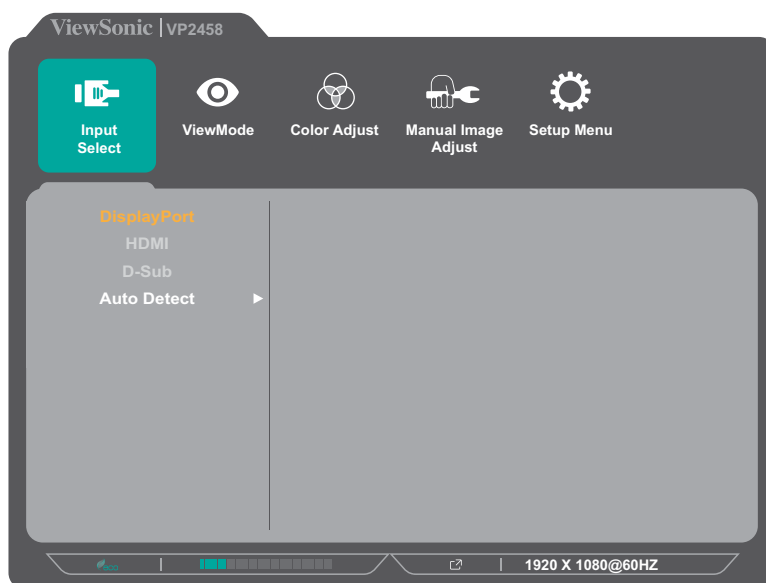 ViewSonic | VP2458
Input Select
ViewMode
Color Adjust
Manual Image Adjust
Setup Menu
DisplayPort
HDMI
D-Sub
Auto Detect
eco
1920 X 1080@60HZ